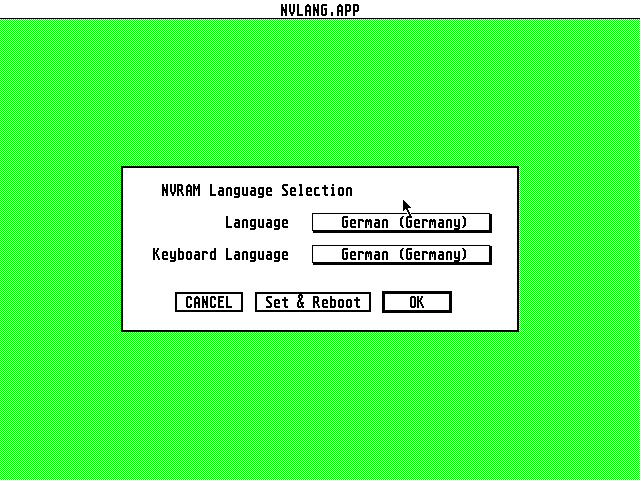 NVLANG.APP
NVRAM Language Selection
Language German (Germany)
Keyboard Language German (Germany)
CANCEL Set & Reboot OK